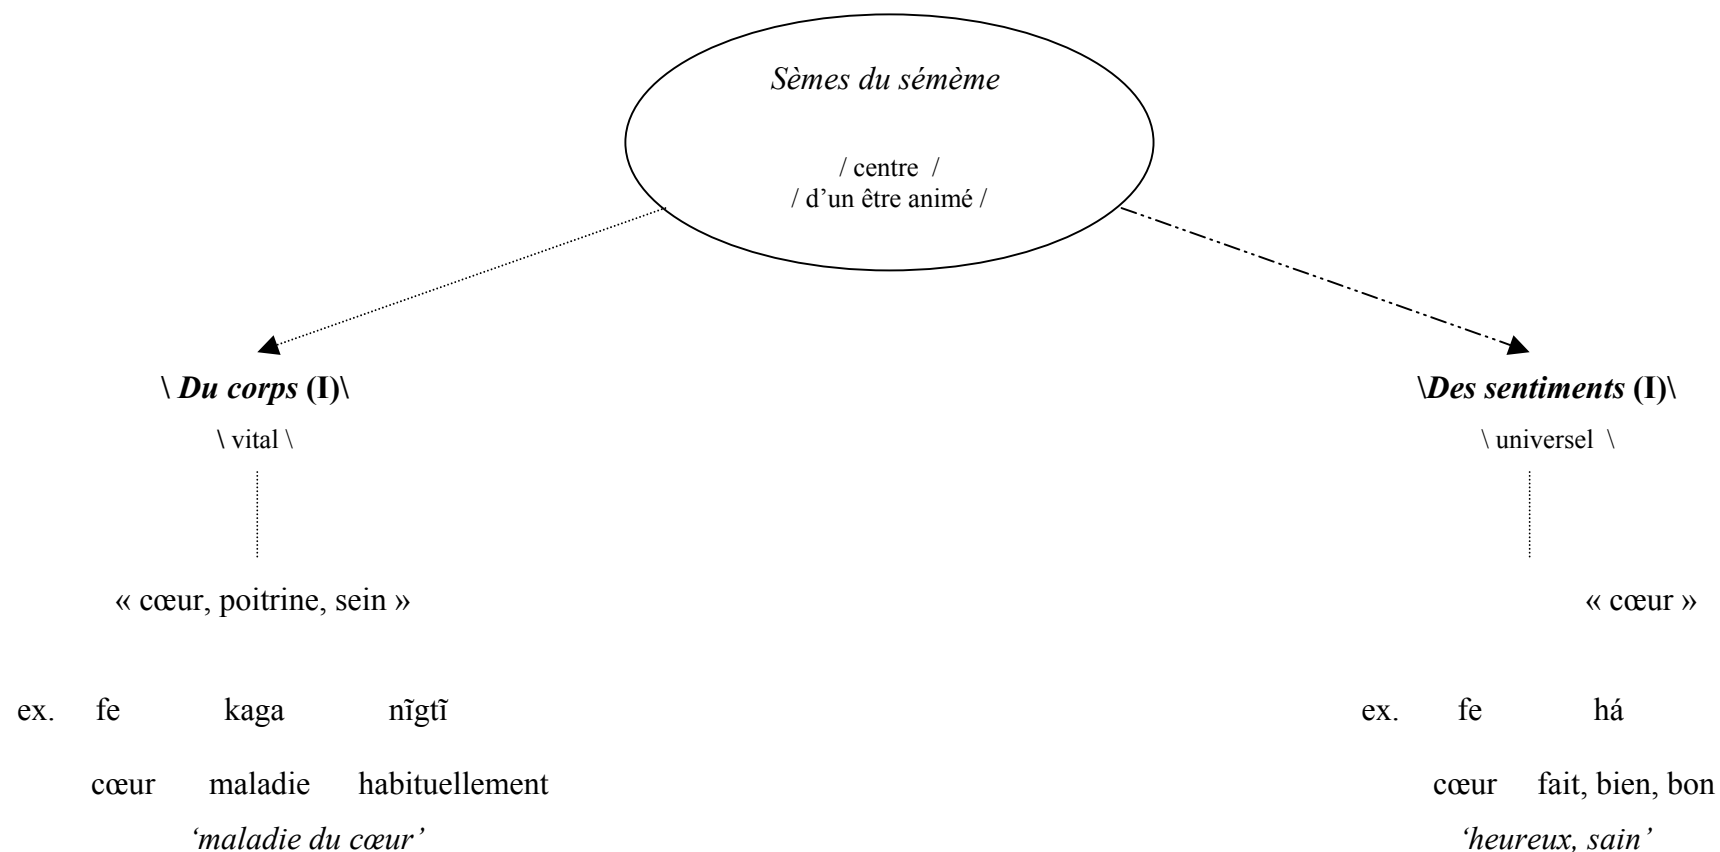 Sèmes du sémème
/ centre /
/ d’un être animé /
\ Du corps (I)\
\Des sentiments (I)\
\ vital \
\ universel \
« cœur, poitrine, sein »
« cœur »
ex. fe kaga nĩgtĩ
ex. fe há
cœur maladie habituellement
cœur fait, bien, bon
‘maladie du cœur’
‘heureux, sain’